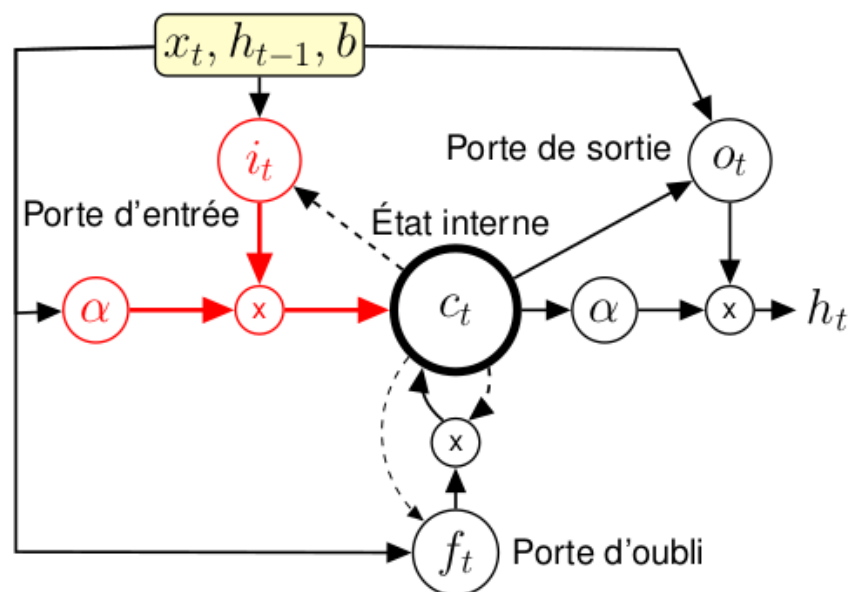 x_t, h_{t-1}, b
i_t
Porte de sortie
o_t
Porte d'entrée
État interne
α
x
c_t
α
x
h_t
x
f_t
Porte d'oubli